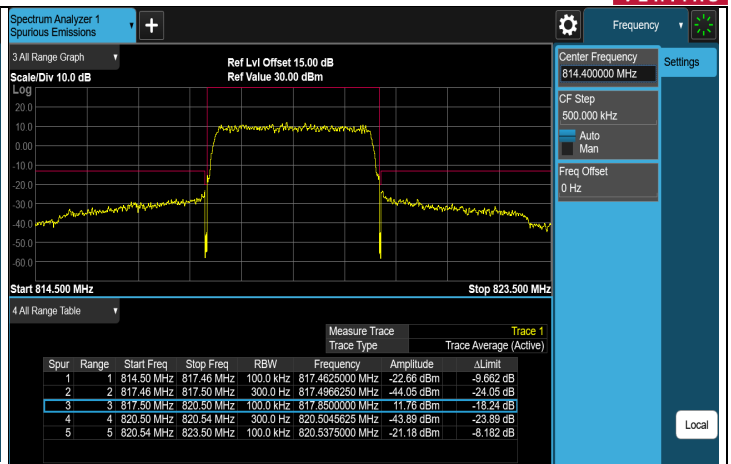 Spectrum Analyzer 1
Spurious Emissions
Frequency
3 All Range Graph
Ref Lvl Offset 15.00 dB
Scale/Div 10.0 dB
Ref Value 30.00 dBm
Log
20.0
10.0
0.00
-10.0
-20.0
-30.0
-40.0
-50.0
-60.0
Start 814.500 MHz
Stop 823.500 MHz
Center Frequency
814.400000 MHz
Settings
CF Step
500.000 kHz
Auto
Man
Freq Offset
0 Hz
4 All Range Table
Measure Trace Trace 1
Trace Type Trace Average (Active)
Spur Range Start Freq Stop Freq RBW Frequency Amplitude ΔLimit
1 1 814.50 MHz 817.46 MHz 100.0 kHz 817.4625000 MHz -22.66 dBm -9.662 dB
2 2 817.46 MHz 817.50 MHz 300.0 Hz 817.4966250 MHz -44.05 dBm -24.05 dB
3 3 817.50 MHz 820.50 MHz 100.0 kHz 817.8500000 MHz 11.76 dBm -18.24 dB
4 4 820.50 MHz 820.54 MHz 300.0 Hz 820.5045625 MHz -43.89 dBm -23.89 dB
5 5 820.54 MHz 823.50 MHz 100.0 kHz 820.5375000 MHz -21.18 dBm -8.182 dB
Local